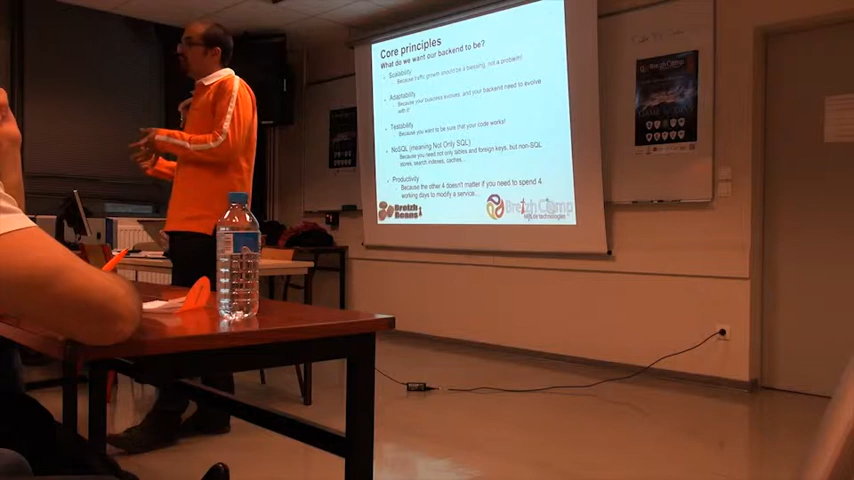 Core principles
What do we want our backend to be?
Scalability
Because traffic growth should be a blessing, not a problem!
Adaptability
Because your business evolves, and your backend need to evolve
with it!
Testability
Because you want to be sure that your code works!
NoSQL (meaning Not Only SQL)
Because you need not only tables and foreign keys, but non-SQL
stores, search indexes, caches...
Productivity
Because the other 4 doesn't matter if you need to spend 4
working days to modify a service...
Breizh
Beans
BreizhCamp